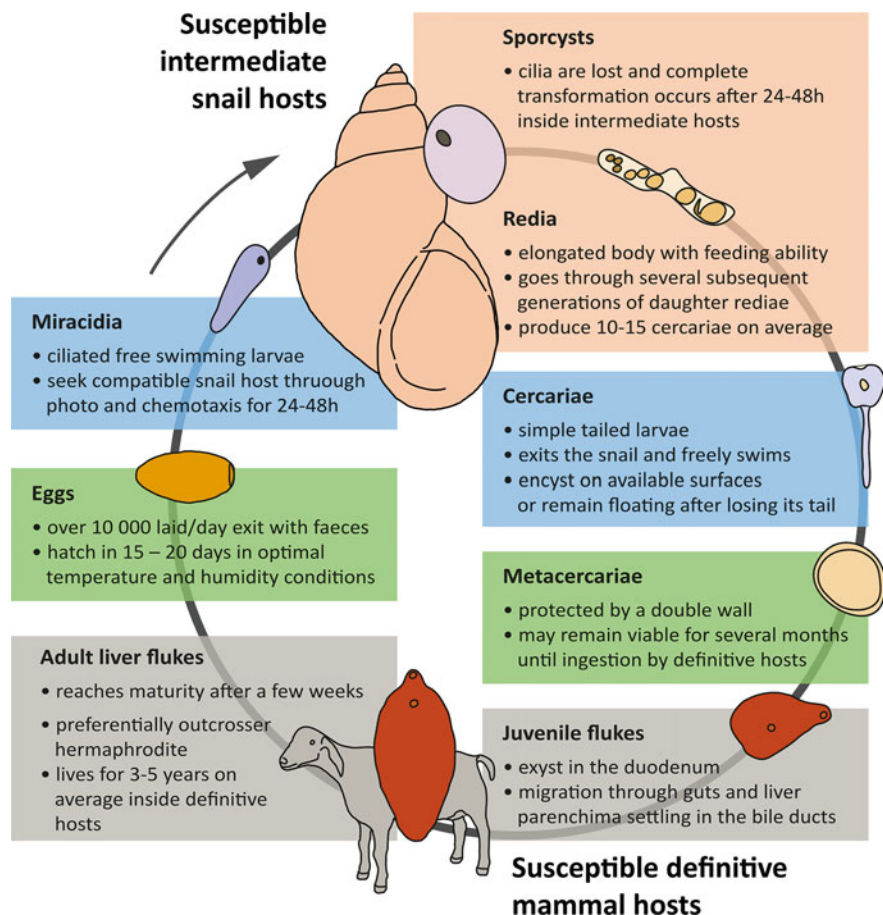 Susceptible
intermediate
snail hosts
Sporcysts
• cilia are lost and complete
transformation occurs after 24-48h
inside intermediate hosts
Redia
• elongated body with feeding ability
• goes through several subsequent
generations of daughter rediae
• produce 10-15 cercariae on average
Miracidia
• ciliated free swimming larvae
• seek compatible snail host thruough
photo and chemotaxis for 24-48h
Cercariae
• simple tailed larvae
• exits the snail and freely swims
• encyst on available surfaces
or remain floating after losing its tail
Eggs
• over 10 000 laid/day exit with faeces
• hatch in 15 – 20 days in optimal
temperature and humidity conditions
Metacercariae
• protected by a double wall
• may remain viable for several months
until ingestion by definitive hosts
Adult liver flukes
• reaches maturity after a few weeks
• preferentially outcrosser
hermaphrodite
• lives for 3-5 years on
average inside definitive
hosts
Juvenile flukes
• exyst in the duodenum
• migration through guts and liver
parenchima settling in the bile ducts
Susceptible definitive
mammal hosts